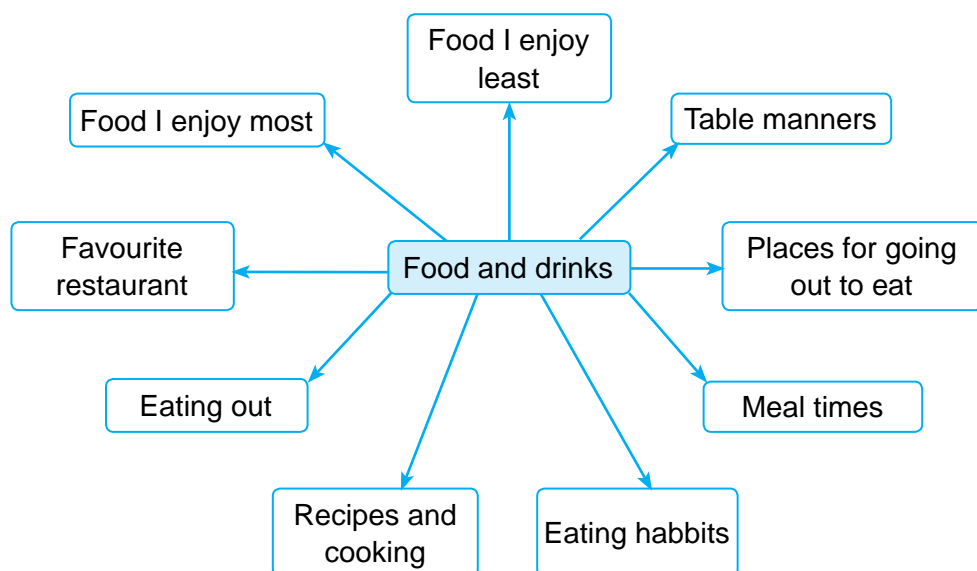 Food I enjoy
least
Food I enjoy most
Table manners
Favourite
restaurant
Food and drinks
Places for going
out to eat
Eating out
Meal times
Recipes and
cooking
Eating habbits